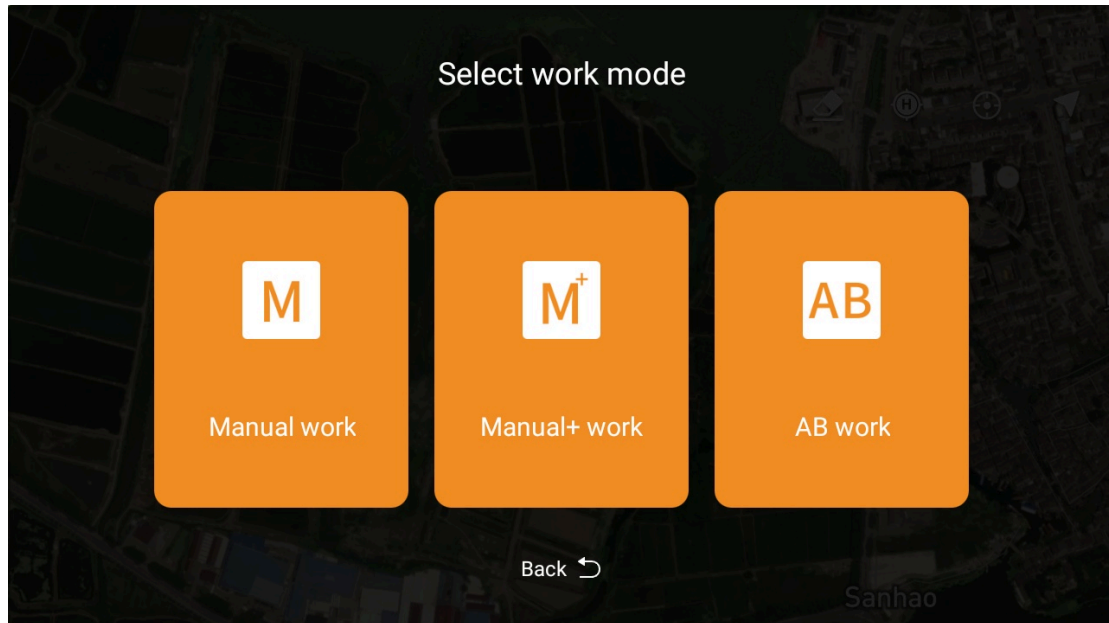 Select work mode
H
M
M+
AB
Manual work
Manual+ work
AB work
Back
Sanhao